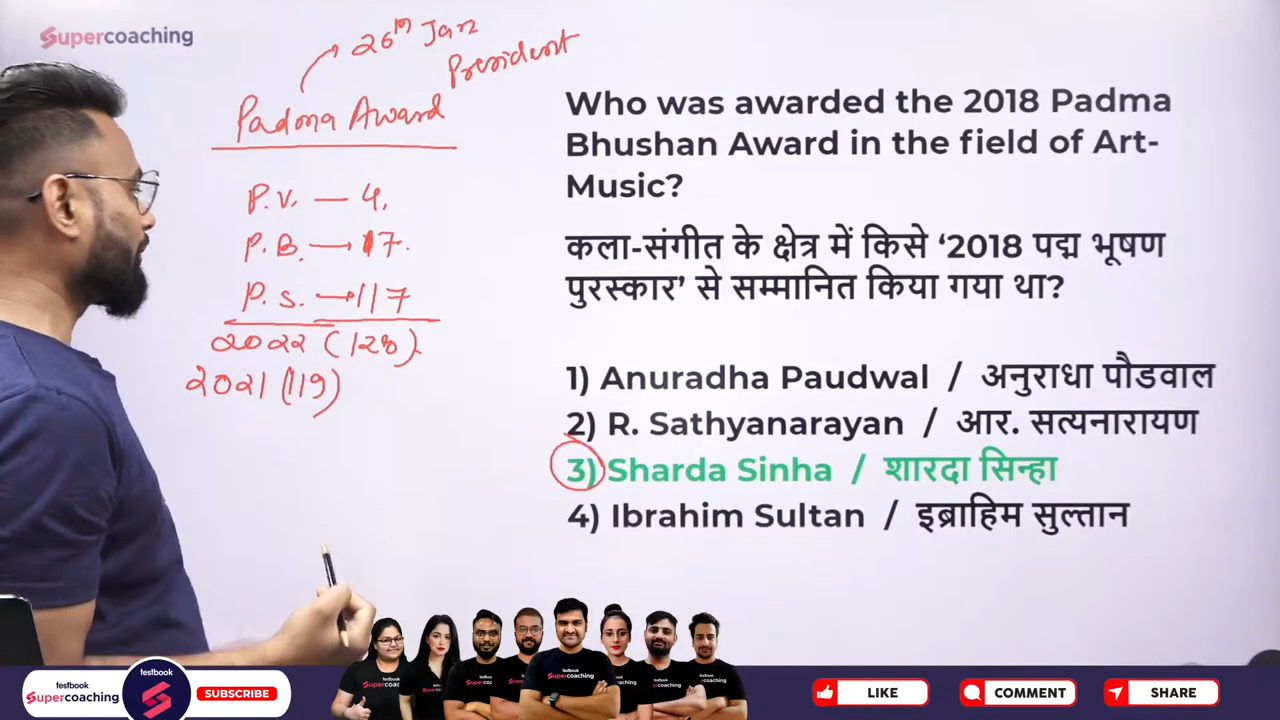 Supercoaching
26th Jan
President
Padma Award
P.V. — 4.
P.B. → 17.
P.S. → 117
2022 (128)
2021 (119)
Who was awarded the 2018 Padma
Bhushan Award in the field of Art-
Music?
कला-संगीत के क्षेत्र में किसे ‘2018 पद्म भूषण
पुरस्कार’ से सम्मानित किया गया था?
1) Anuradha Paudwal / अनुराधा पौडवाल
2) R. Sathyanarayan / आर. सत्यनारायण
3) Sharda Sinha / शारदा सिन्हा
4) Ibrahim Sultan / इब्राहिम सुल्तान
testbook
Supercoaching
testbook
SUBSCRIBE
LIKE
COMMENT
SHARE